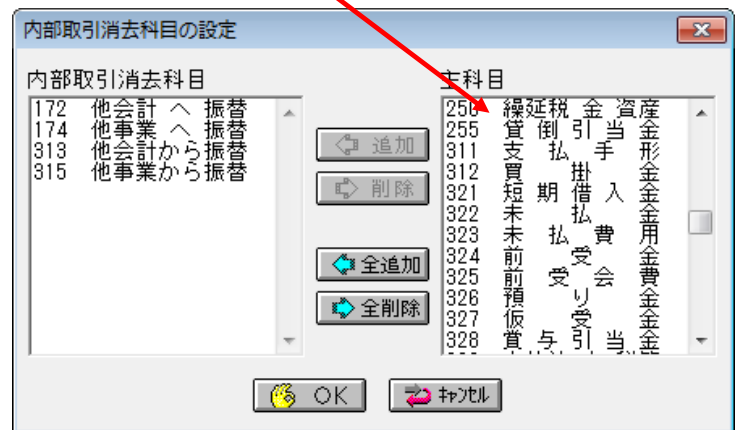 内部取引消去科目の設定
内部取引消去科目
172 他会計 へ 振替
174 他事業 へ 振替
313 他会計から振替
315 他事業から振替
追加
削除
全追加
全削除
主科目
繰延税 金 資産
255 貸 倒 引 当 金
311 支 払 手 形
312 買 掛 金
321 短 期 借 入 金
322 未 払 金
323 未 払 費 用
324 前 受 金
325 前 受 会 費
326 預 り 金
327 仮 受 金
328 賞 与 引 当 金
OK
キャンセル